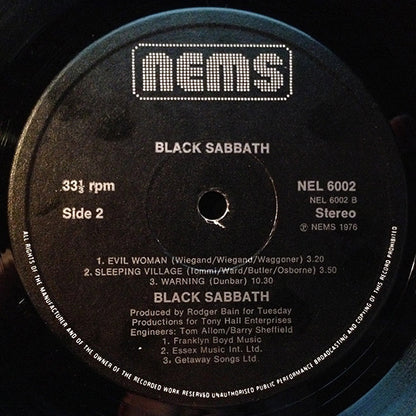 NEMS
BLACK SABBATH
33⅓ rpm
Side 2
NEL 6002
NEL 6002 B
Stereo
Ⓟ NEMS 1976
1. EVIL WOMAN (Wiegand/Wiegand/Waggoner) 3.20
2. SLEEPING VILLAGE (Iommi/Ward/Butler/Osborne) 3.50
3. WARNING (Dunbar) 10.30
BLACK SABBATH
Produced by Rodger Bain for Tuesday
Productions for Tony Hall Enterprises
Engineers: Tom Allom/Barry Sheffield
1. Franklyn Boyd Music
2. Essex Music Int. Ltd.
3. Getaway Songs Ltd.
ALL RIGHTS OF THE MANUFACTURER AND OF THE OWNER OF THE RECORDED WORK RESERVED UNAUTHORISED PUBLIC PERFORMANCE BROADCASTING AND COPYING OF THIS RECORD PROHIBITED